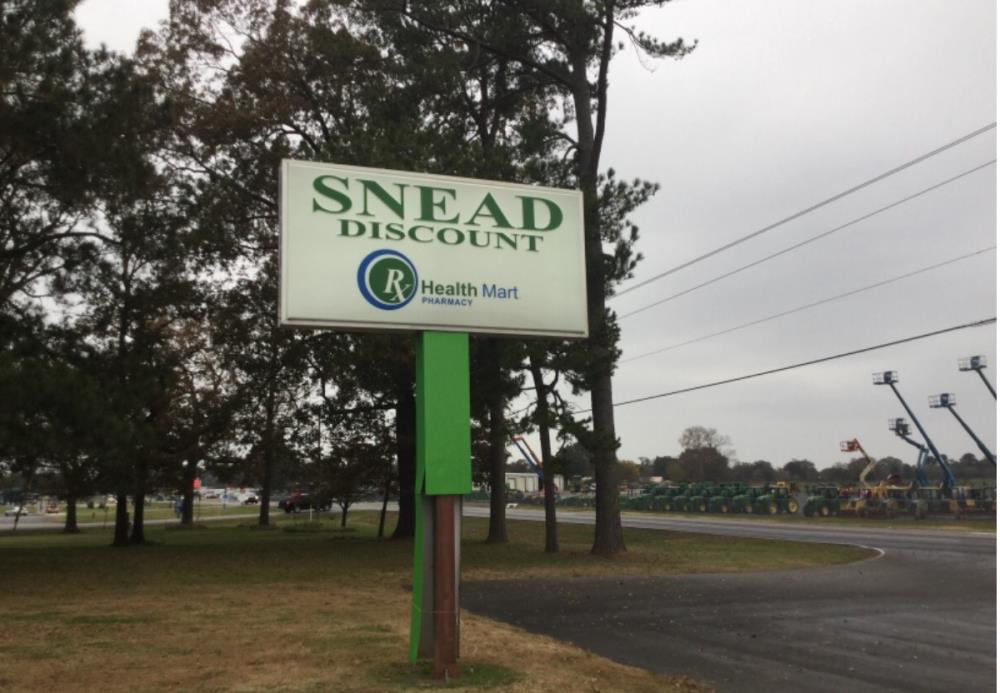 SNEAD
DISCOUNT
Rx Health Mart
PHARMACY